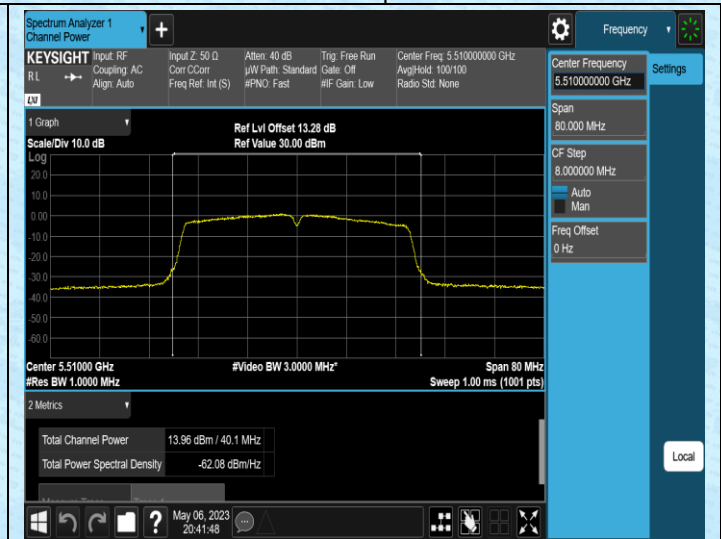 Spectrum Analyzer 1
Channel Power
+
Frequency
KEYSIGHT
RL
LXI
Input: RF
Coupling: AC
Align: Auto
Input Z: 50 Ω
Corr CCorr
Freq Ref: Int (S)
Atten: 40 dB
µW Path: Standard
#PNO: Fast
Trig: Free Run
Gate: Off
#IF Gain: Low
Center Freq: 5.510000000 GHz
Avg|Hold: 100/100
Radio Std: None
Center Frequency
5.510000000 GHz
Settings
Span
80.000 MHz
CF Step
8.000000 MHz
Auto
Man
Freq Offset
0 Hz
Local
1 Graph
Scale/Div 10.0 dB
Ref Lvl Offset 13.28 dB
Ref Value 30.00 dBm
Log
20.0
10.0
0.00
-10.0
-20.0
-30.0
-40.0
-50.0
-60.0
Center 5.51000 GHz
#Res BW 1.0000 MHz
#Video BW 3.0000 MHz*
Span 80 MHz
Sweep 1.00 ms (1001 pts)
2 Metrics
Total Channel Power 13.96 dBm / 40.1 MHz
Total Power Spectral Density -62.08 dBm/Hz
?
May 06, 2023
20:41:48